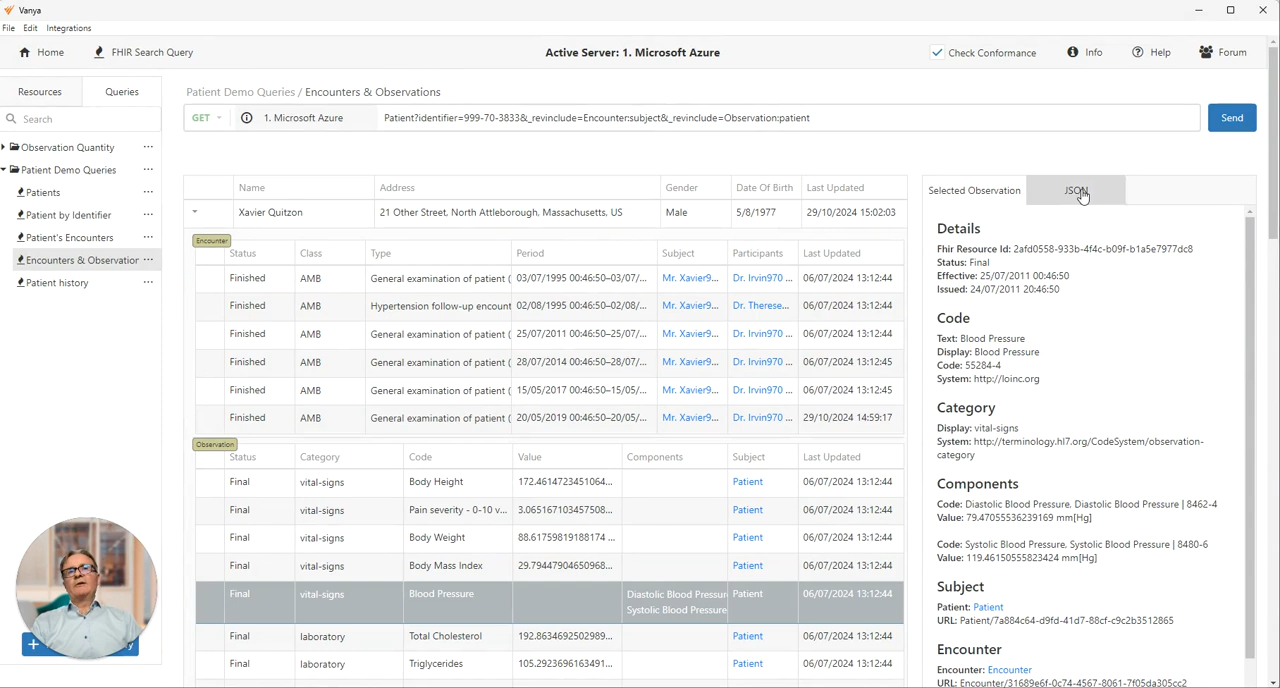 Vanya
File Edit Integrations
Home FHIR Search Query Active Server: 1. Microsoft Azure Check Conformance Info Help Forum
Resources Queries
Search
Observation Quantity ...
Patient Demo Queries ...
Patients ...
Patient by Identifier ...
Patient's Encounters ...
Encounters & Observation ...
Patient history ...
Patient Demo Queries / Encounters & Observations
GET 1. Microsoft Azure Patient?identifier=999-70-3833&_revinclude=Encounter:subject&_revinclude=Observation:patient Send
Name Address Gender Date Of Birth Last Updated
Xavier Quitzon 21 Other Street, North Attleborough, Massachusetts, US Male 5/8/1977 29/10/2024 15:02:03
Encounter
Status Class Type Period Subject Participants Last Updated
Finished AMB General examination of patient ( 03/07/1995 00:46:50–03/07/... Mr. Xavier9... Dr. Irvin970 ... 06/07/2024 13:12:44
Finished AMB Hypertension follow-up encount 02/08/1995 00:46:50–02/08/... Mr. Xavier9... Dr. Therese... 06/07/2024 13:12:44
Finished AMB General examination of patient ( 25/07/2011 00:46:50–25/07/... Mr. Xavier9... Dr. Irvin970 ... 06/07/2024 13:12:44
Finished AMB General examination of patient ( 28/07/2014 00:46:50–28/07/... Mr. Xavier9... Dr. Irvin970 ... 06/07/2024 13:12:45
Finished AMB General examination of patient ( 15/05/2017 00:46:50–15/05/... Mr. Xavier9... Dr. Irvin970 ... 06/07/2024 13:12:45
Finished AMB General examination of patient ( 20/05/2019 00:46:50–20/05/... Mr. Xavier9... Dr. Irvin970 ... 29/10/2024 14:59:17
Observation
Status Category Code Value Components Subject Last Updated
Final vital-signs Body Height 172.4614723451064... Patient 06/07/2024 13:12:44
Final vital-signs Pain severity - 0-10 v... 3.065167103457508... Patient 06/07/2024 13:12:44
Final vital-signs Body Weight 88.61759819188174 ... Patient 06/07/2024 13:12:44
Final vital-signs Body Mass Index 29.79447904650968... Patient 06/07/2024 13:12:44
Final vital-signs Blood Pressure Diastolic Blood Pressur Patient 06/07/2024 13:12:44
Systolic Blood Pressure
Final laboratory Total Cholesterol 192.8634692502989... Patient 06/07/2024 13:12:44
Final laboratory Triglycerides 105.2923696163491... Patient 06/07/2024 13:12:44
Selected Observation JSON
Details
Fhir Resource Id: 2afd0558-933b-4f4c-b09f-b1a5e7977dc8
Status: Final
Effective: 25/07/2011 00:46:50
Issued: 24/07/2011 20:46:50
Code
Text: Blood Pressure
Display: Blood Pressure
Code: 55284-4
System: http://loinc.org
Category
Display: vital-signs
System: http://terminology.hl7.org/CodeSystem/observation-
category
Components
Code: Diastolic Blood Pressure, Diastolic Blood Pressure | 8462-4
Value: 79.47055536239169 mm[Hg]
Code: Systolic Blood Pressure, Systolic Blood Pressure | 8480-6
Value: 119.46150555823424 mm[Hg]
Subject
Patient: Patient
URL: Patient/7a884c64-d9fd-41d7-88cf-c9c2b3512865
Encounter
Encounter: Encounter
URL: Encounter/31689e6f-0c74-4567-8061-7f05da305cc2